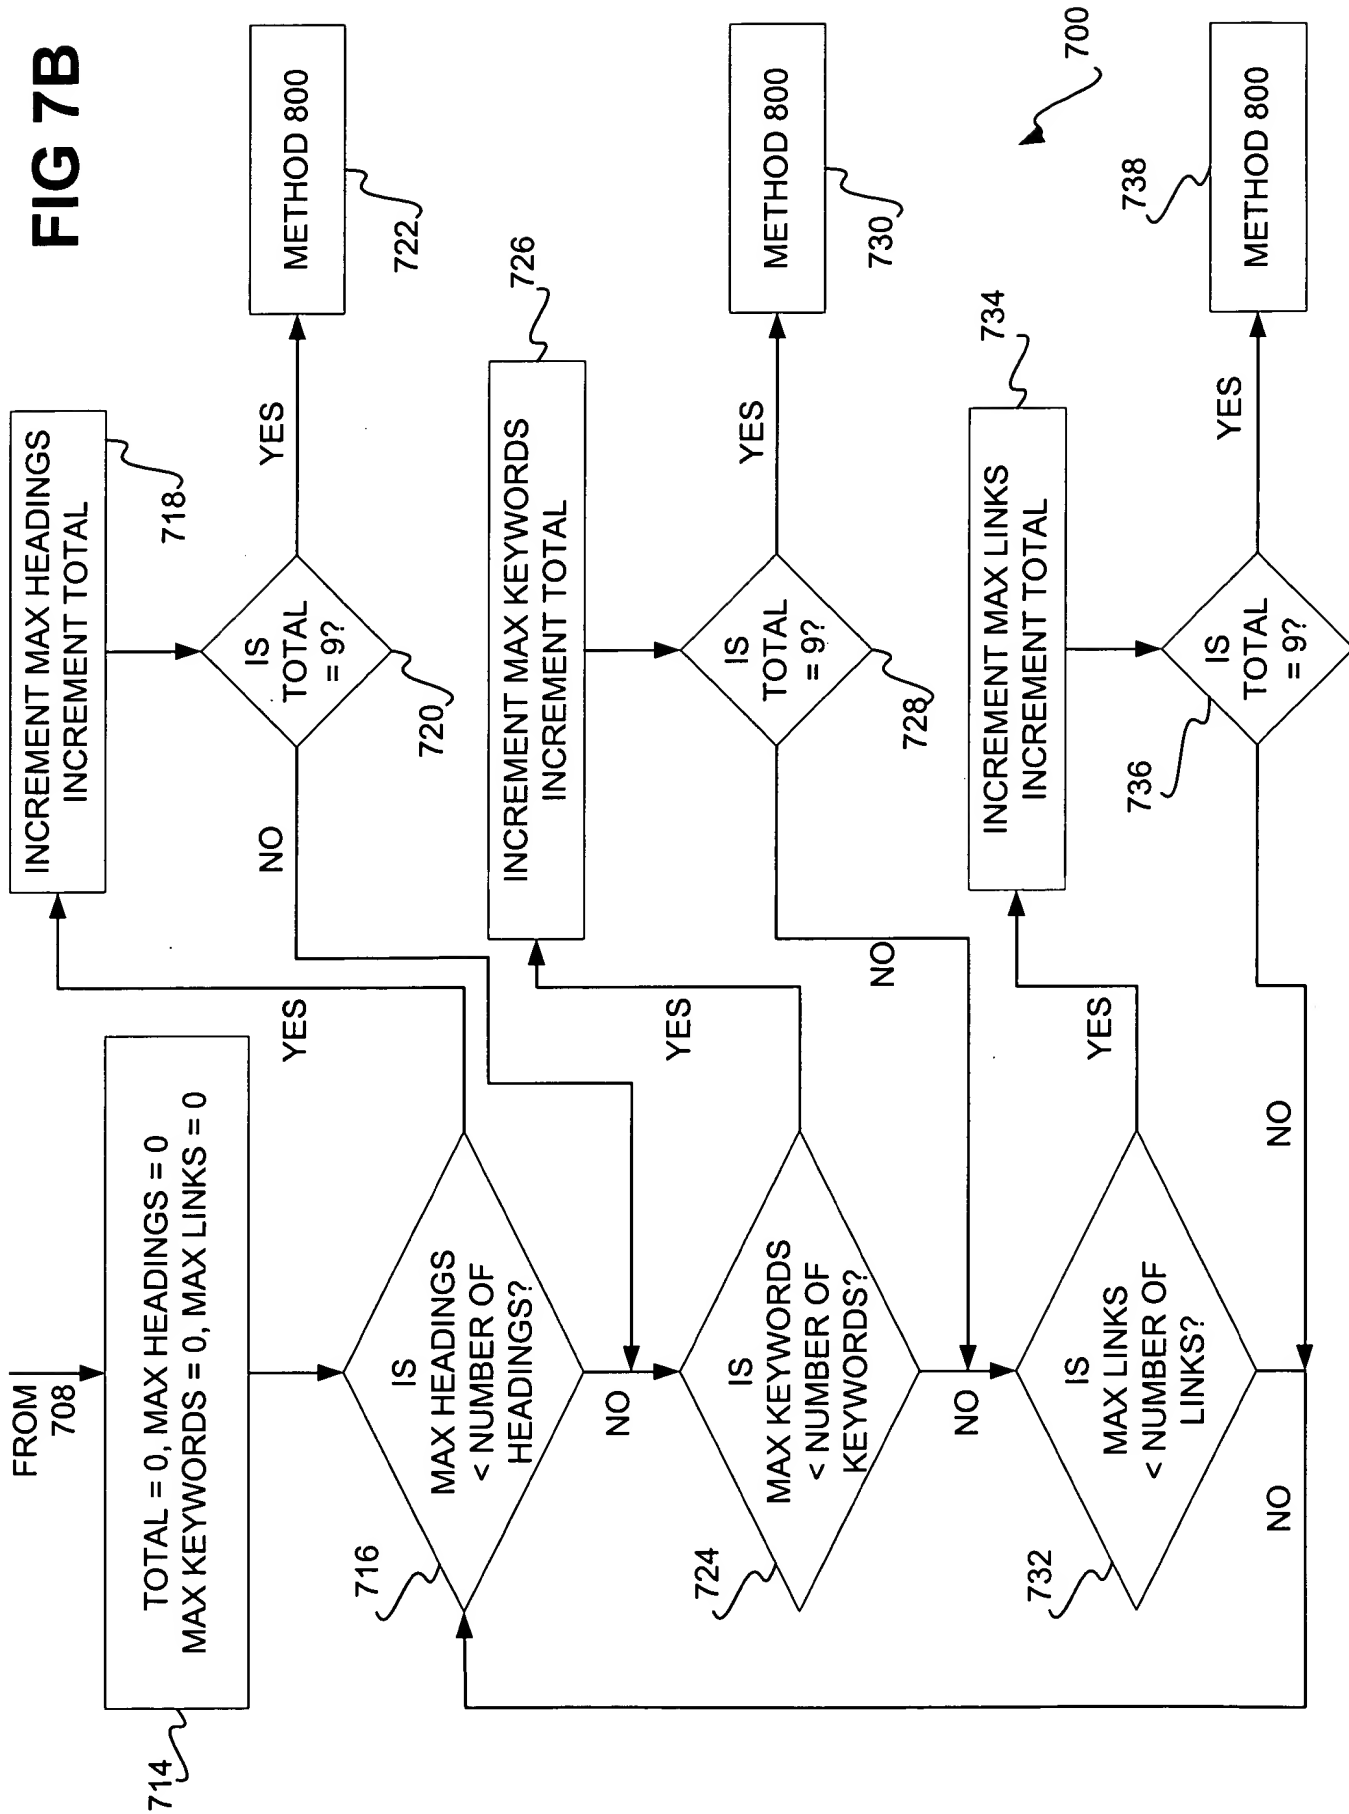 FIG 7B
FROM
708
714
TOTAL = 0, MAX HEADINGS = 0
MAX KEYWORDS = 0, MAX LINKS = 0
716
IS
MAX HEADINGS
< NUMBER OF
HEADINGS?
YES
NO
INCREMENT MAX HEADINGS
INCREMENT TOTAL
718
IS
TOTAL
= 9?
720
NO
YES
METHOD 800
722
724
IS
MAX KEYWORDS
< NUMBER OF
KEYWORDS?
YES
NO
INCREMENT MAX KEYWORDS
INCREMENT TOTAL
726
IS
TOTAL
= 9?
728
NO
YES
METHOD 800
730
732
IS
MAX LINKS
< NUMBER OF
LINKS?
YES
NO
INCREMENT MAX LINKS
INCREMENT TOTAL
734
IS
TOTAL
= 9?
736
NO
YES
METHOD 800
738
700